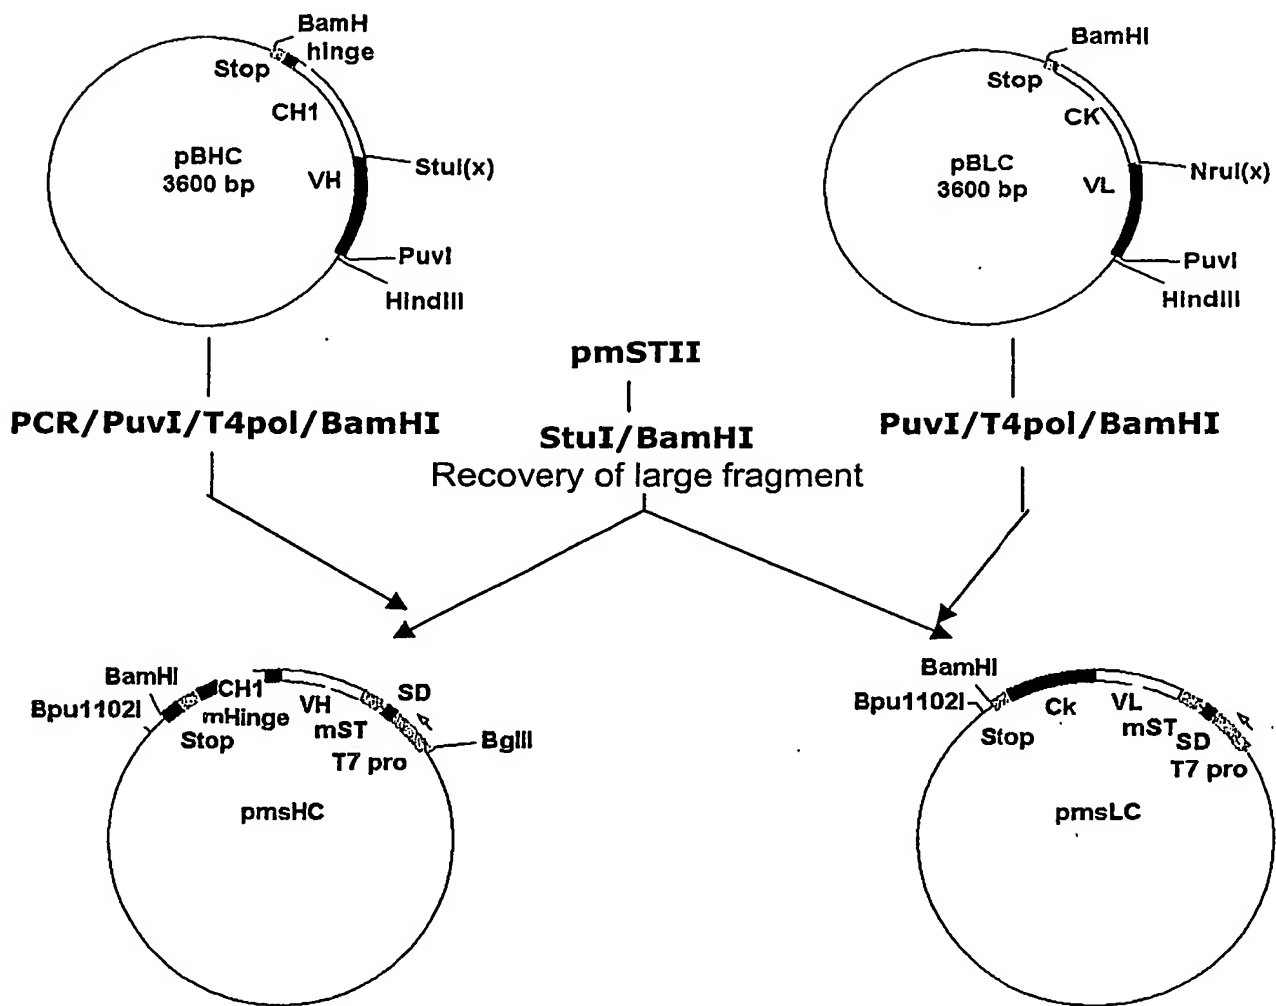 BamH
hinge
Stop
CH1
pBHC
3600 bp
VH
StuI(x)
PuvI
HindIII
BamHI
Stop
CK
pBLC
3600 bp
VL
NruI(x)
PuvI
HindIII
pmSTII
PCR/PuvI/T4pol/BamHI
StuI/BamHI
Recovery of large fragment
PuvI/T4pol/BamHI
BamHI
Bpu1102I
CH1
mHinge
Stop
VH
mST
SD
T7 pro
BglII
pmsHC
BamHI
Bpu1102I
Stop
Ck
VL
mST
SD
T7 pro
pmsLC